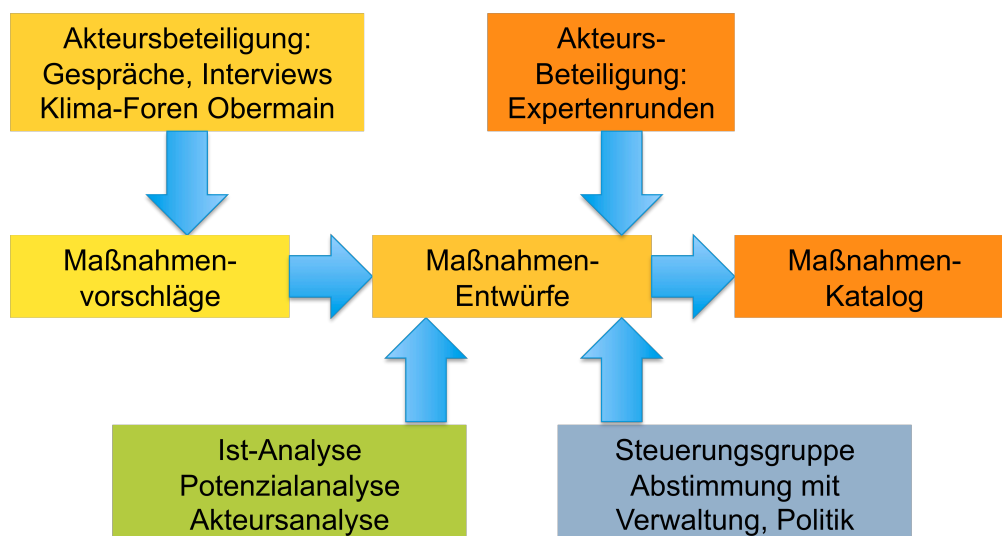 Akteursbeteiligung:
Gespräche, Interviews
Klima-Foren Obermain
Akteurs-
Beteiligung:
Expertenrunden
Maßnahmen-
vorschläge
Maßnahmen-
Entwürfe
Maßnahmen-
Katalog
Ist-Analyse
Potenzialanalyse
Akteursanalyse
Steuerungsgruppe
Abstimmung mit
Verwaltung, Politik